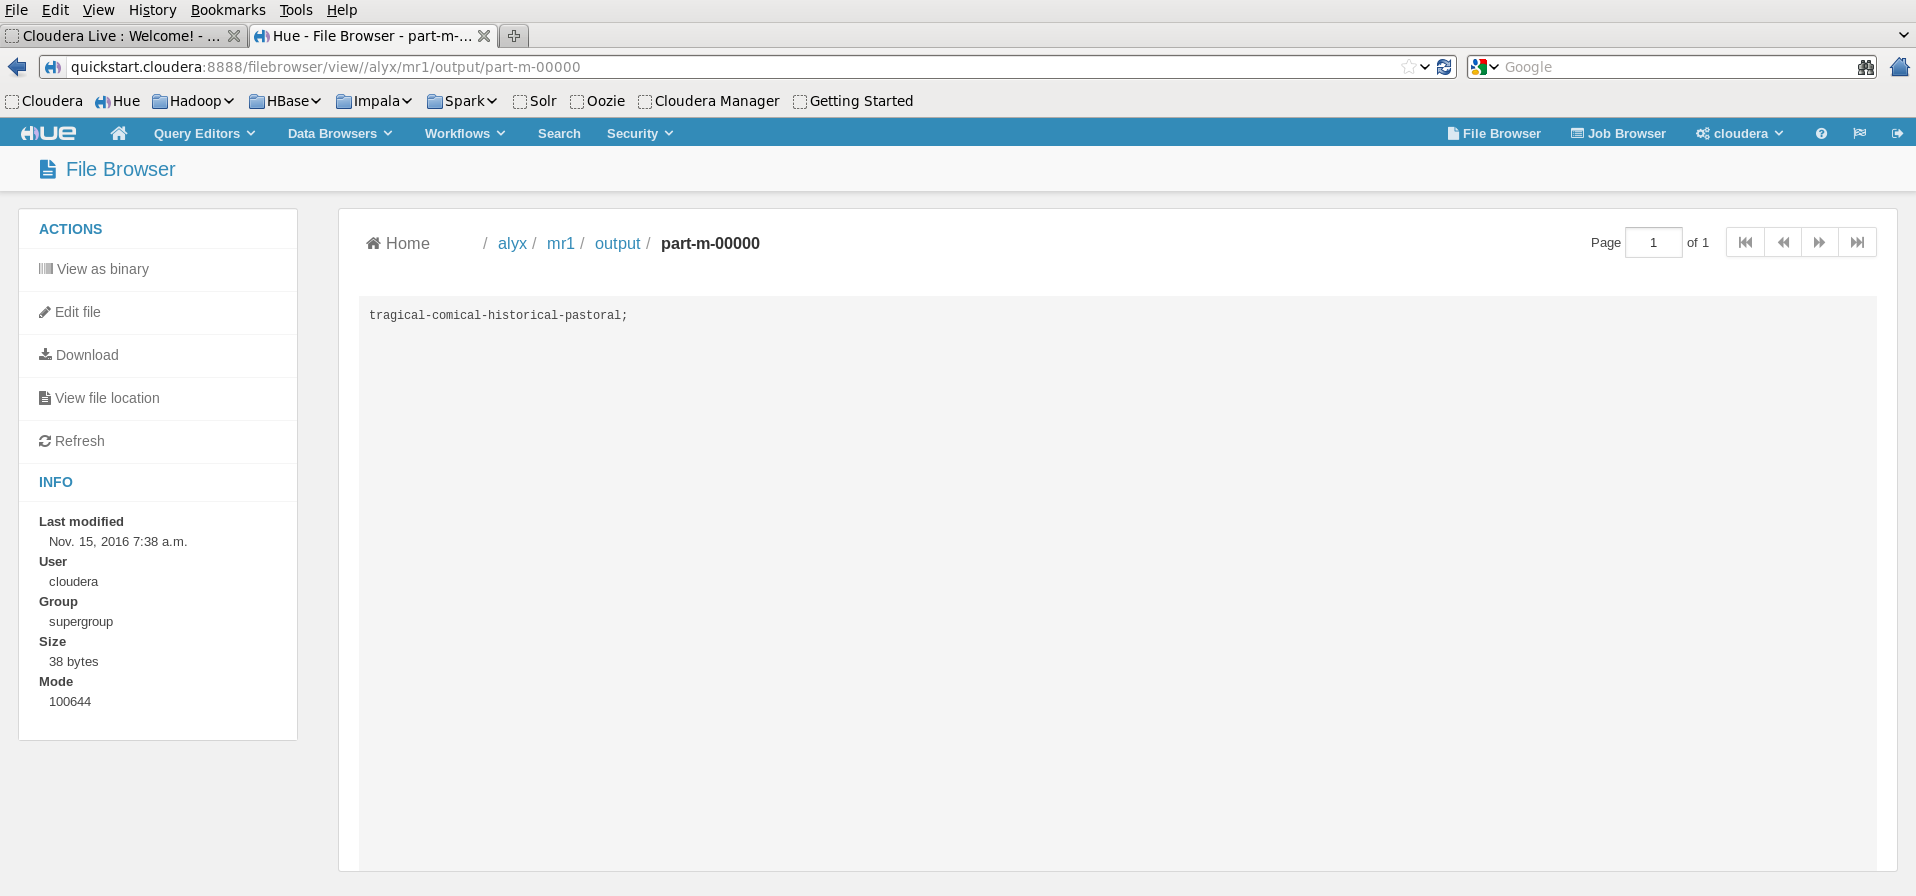 File Edit View History Bookmarks Tools Help
Cloudera Live : Welcome! - ... Hue - File Browser - part-m-...
quickstart.cloudera:8888/filebrowser/view//alyx/mr1/output/part-m-00000 Google
Cloudera Hue Hadoop HBase Impala Spark Solr Oozie Cloudera Manager Getting Started
HUE Query Editors Data Browsers Workflows Search Security File Browser Job Browser cloudera
File Browser
ACTIONS
View as binary
Edit file
Download
View file location
Refresh
INFO
Last modified
Nov. 15, 2016 7:38 a.m.
User
cloudera
Group
supergroup
Size
38 bytes
Mode
100644
Home / alyx / mr1 / output / part-m-00000
Page 1 of 1
tragical-comical-historical-pastoral;